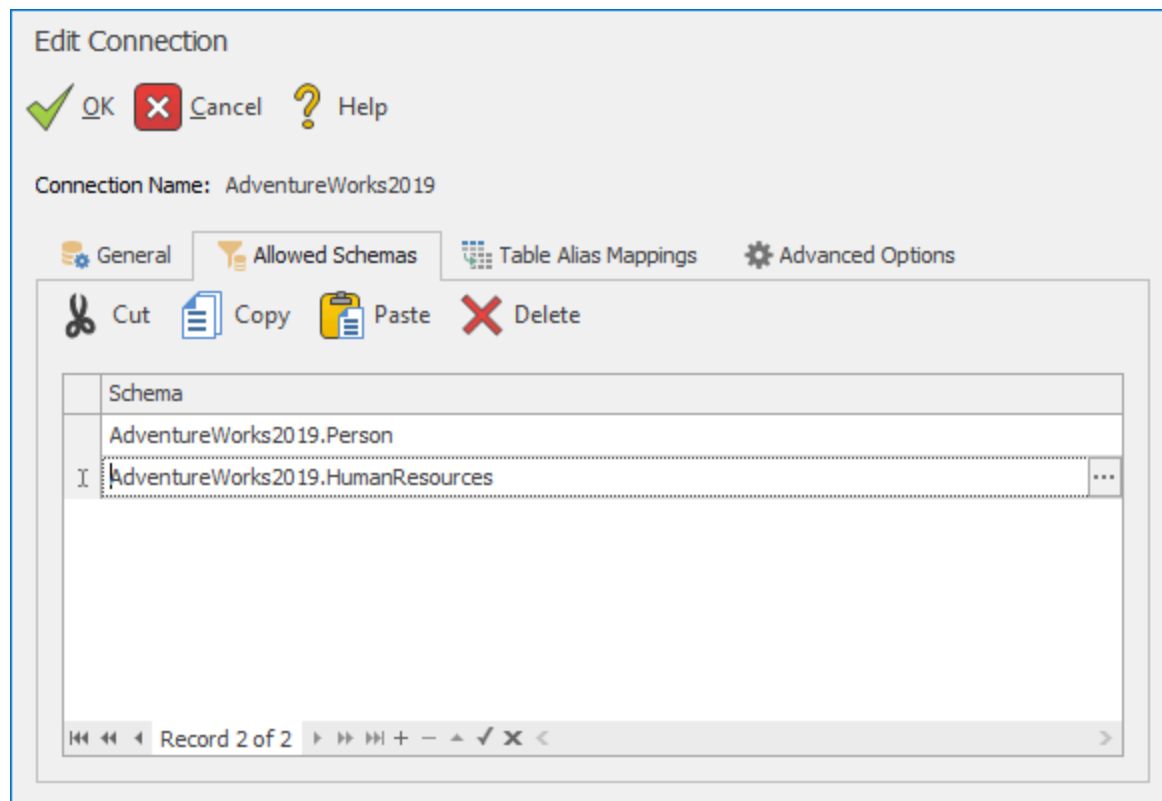 Edit Connection
OK Cancel Help
Connection Name: AdventureWorks2019
General Allowed Schemas Table Alias Mappings Advanced Options
Cut Copy Paste Delete
Schema
AdventureWorks2019.Person
AdventureWorks2019.HumanResources
Record 2 of 2